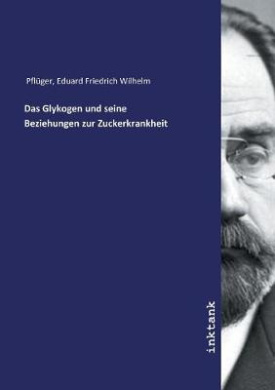 Pflüger, Eduard Friedrich Wilhelm
Das Glykogen und seine
Beziehungen zur Zuckerkrankheit
inktank